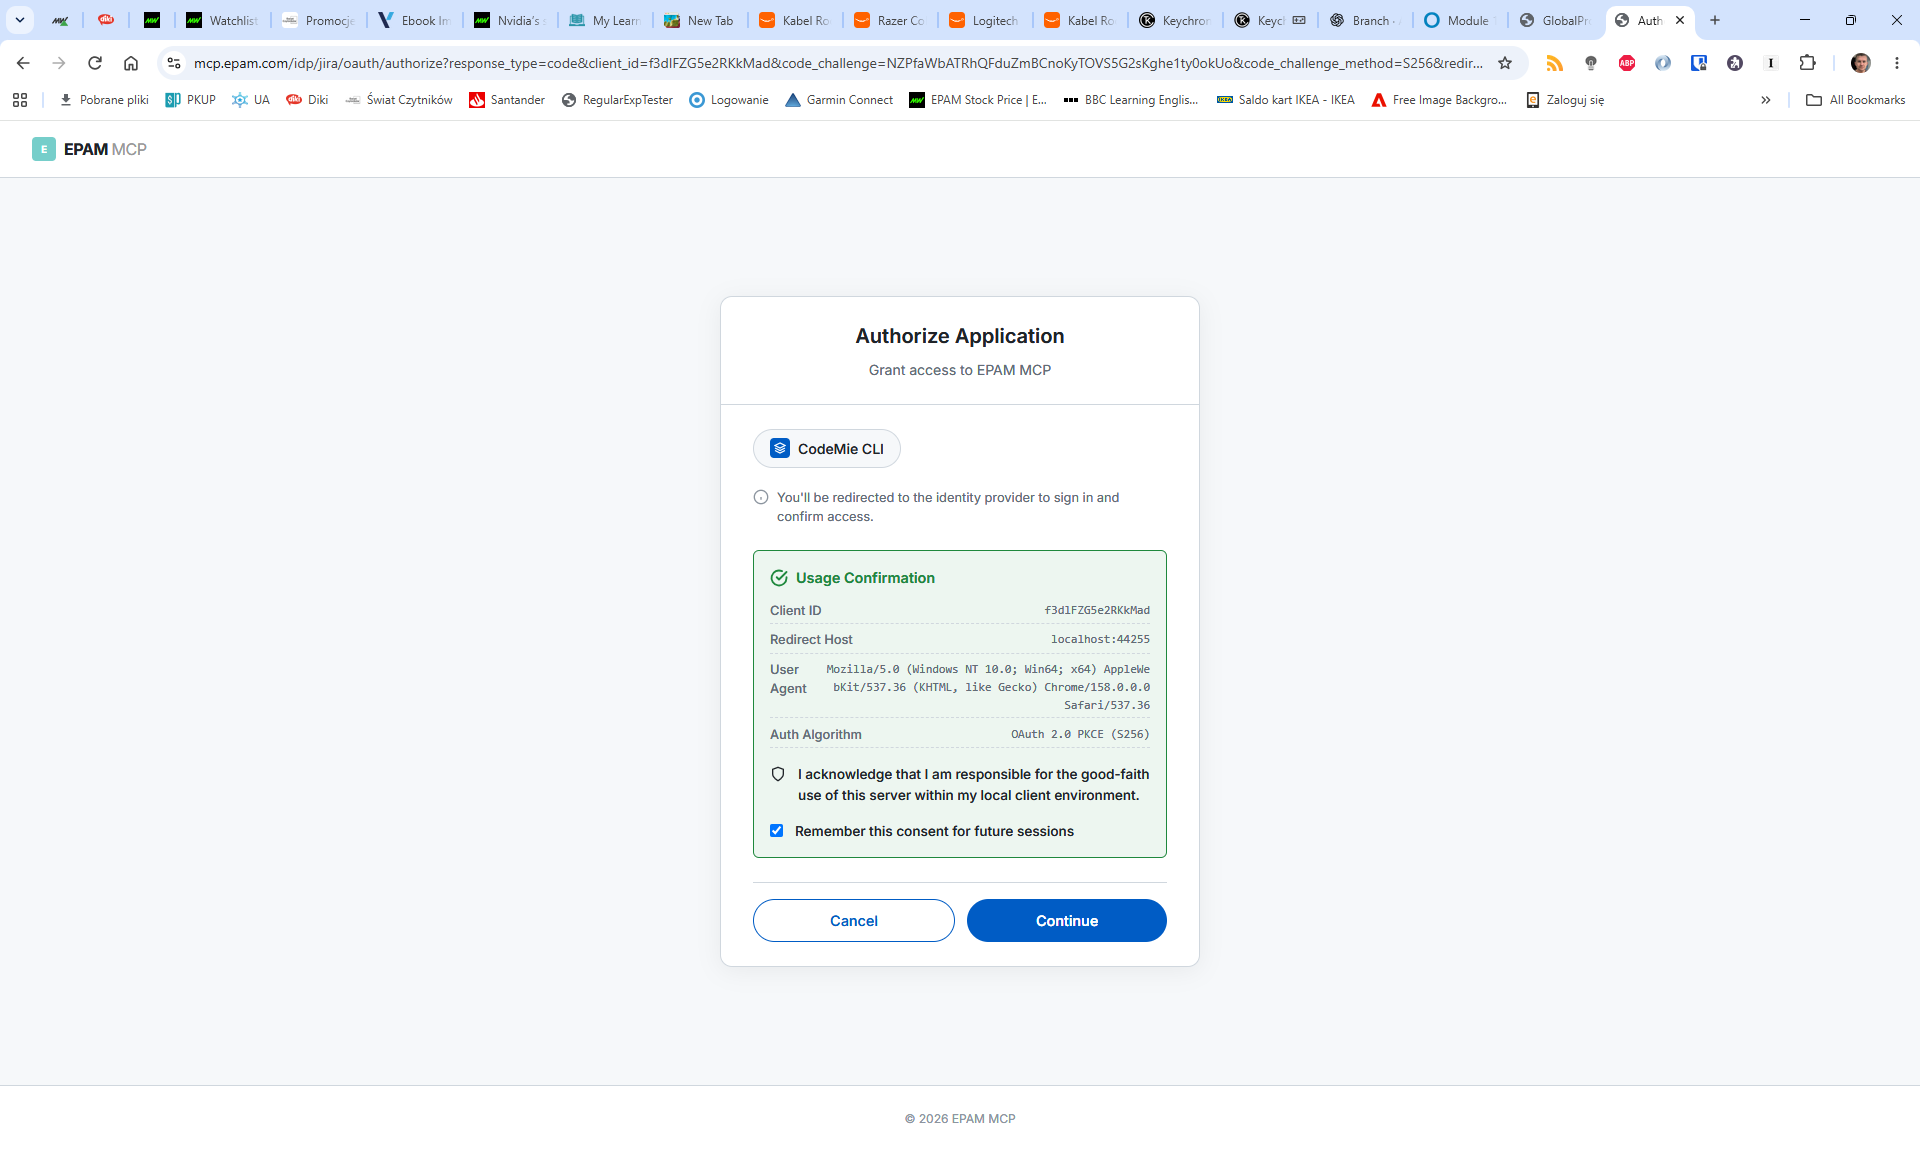 Watchlist
Promocje
Ebook Im
Nvidia's s
My Learn
New Tab
Kabel Ro
Razer Co
Logitech
Kabel Ro
Keychron
Keych
Branch -
Module
GlobalPr
Auth
mcp.epam.com/idp/jira/oauth/authorize?response_type=code&client_id=f3dlFZG5e2RKkMad&code_challenge=NZPfaWbATRhQFduZmBCnoKyTOVS5G2sKghe1ty0okUo&code_challenge_method=S256&redir...
Pobrane pliki
PKUP
UA
Diki
Świat Czytników
Santander
RegularExpTester
Logowanie
Garmin Connect
EPAM Stock Price | E...
BBC Learning Englis...
Saldo kart IKEA - IKEA
Free Image Backgro...
Zaloguj się
All Bookmarks
E EPAM MCP
Authorize Application
Grant access to EPAM MCP
CodeMie CLI
You'll be redirected to the identity provider to sign in and
confirm access.
Usage Confirmation
Client ID f3dlFZG5e2RKkMad
Redirect Host localhost:44255
User Agent Mozilla/5.0 (Windows NT 10.0; Win64; x64) AppleWe
bKit/537.36 (KHTML, like Gecko) Chrome/158.0.0.0
Safari/537.36
Auth Algorithm OAuth 2.0 PKCE (S256)
I acknowledge that I am responsible for the good-faith
use of this server within my local client environment.
Remember this consent for future sessions
Cancel
Continue
© 2026 EPAM MCP